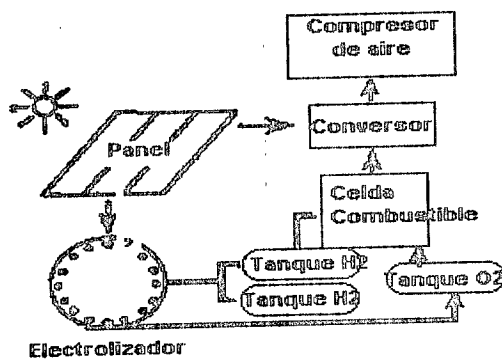 Compresor
de aire
Conversor
Panel
Celda
Combustible
Tanque H2
Tanque H2
Tanque O2
Electrolizador